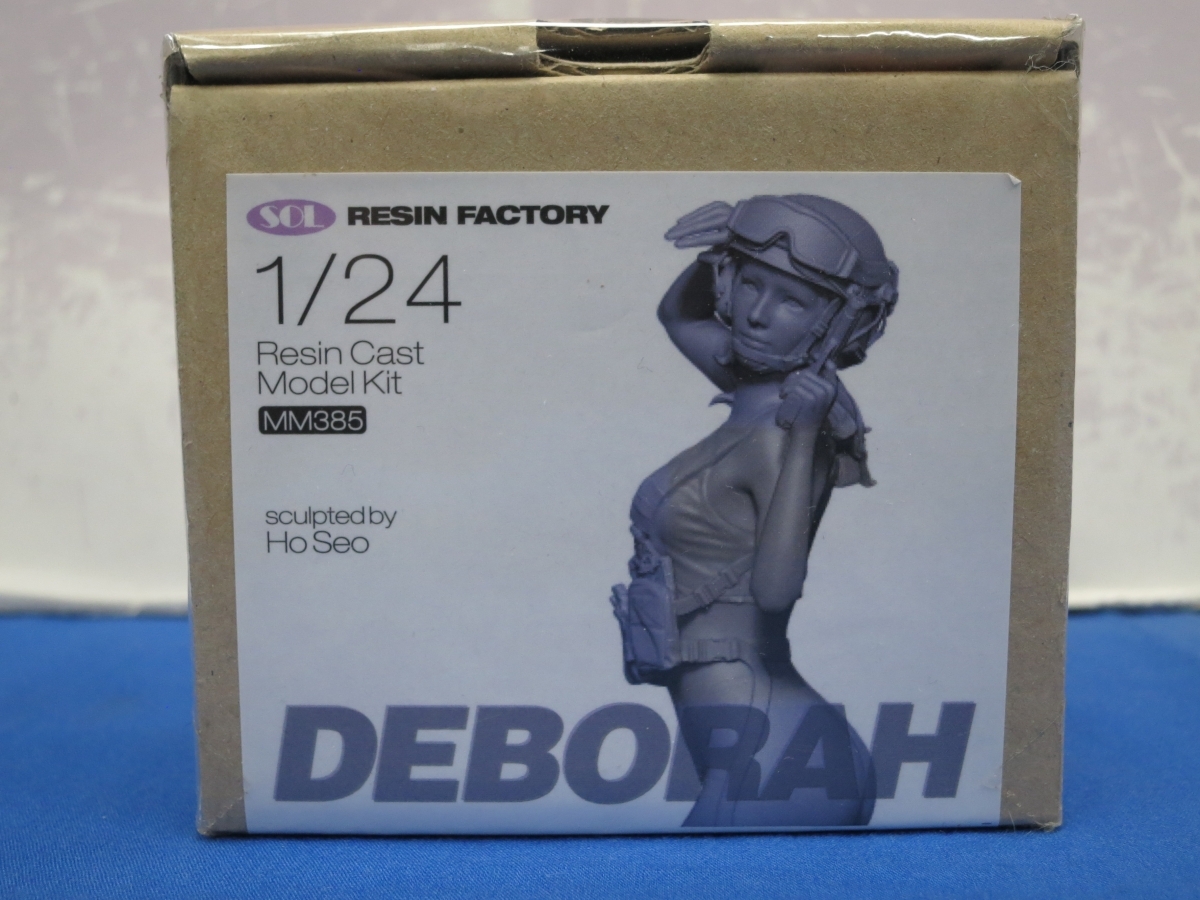 SOL RESIN FACTORY
1/24
Resin Cast
Model Kit
MM385
sculpted by
Ho Seo
DEBORAH